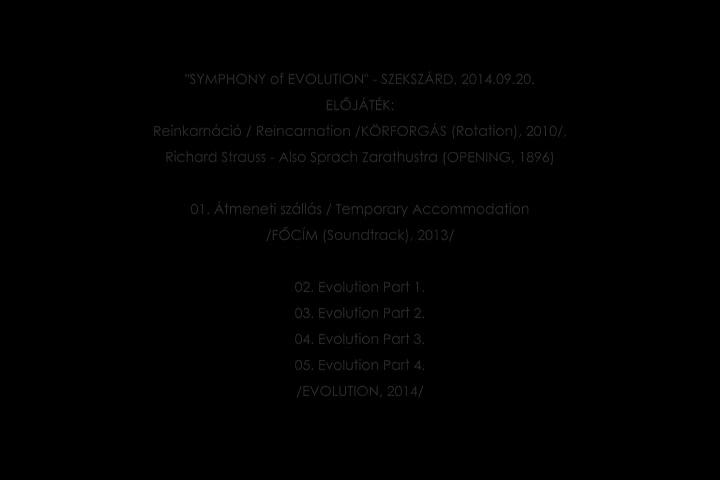 "SYMPHONY of EVOLUTION" - SZEKSZÁRD, 2014.09.20.
ELŐJÁTÉK:
Reinkarnáció / Reincarnation /KÖRFORGÁS (Rotation), 2010/,
Richard Strauss - Also Sprach Zarathustra (OPENING, 1896)
01. Átmeneti szállás / Temporary Accommodation
/FŐCÍM (Soundtrack), 2013/
02. Evolution Part 1.
03. Evolution Part 2.
04. Evolution Part 3.
05. Evolution Part 4.
/EVOLUTION, 2014/